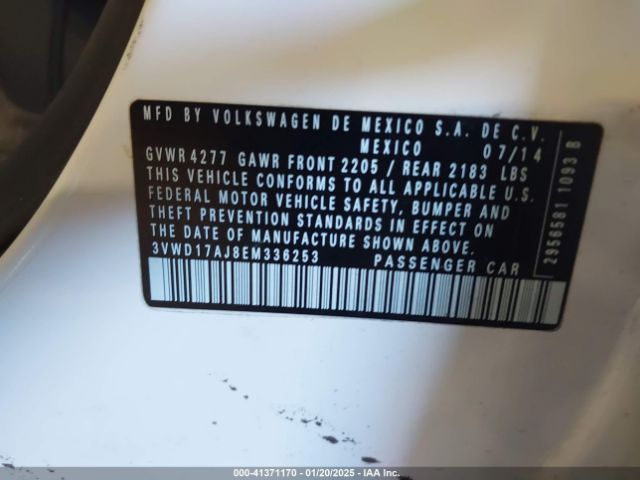 MFD BY VOLKSWAGEN DE MEXICO S.A. DE C.V.
MEXICO 07/14
GVWR 4277 GAWR FRONT 2205 / REAR 2183 LBS
THIS VEHICLE CONFORMS TO ALL APPLICABLE U.S.
FEDERAL MOTOR VEHICLE SAFETY, BUMPER AND
THEFT PREVENTION STANDARDS IN EFFECT ON
THE DATE OF MANUFACTURE SHOWN ABOVE.
3VWD17AJ8EM336253 PASSENGER CAR
2956581 1093 B
000-41371170 - 01/20/2025 - IAA Inc.